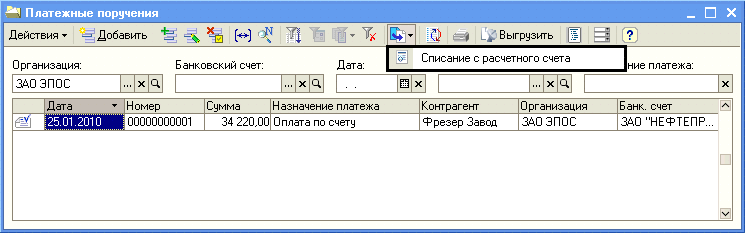 Платежные поручения
Действия Добавить Выгрузить
Списание с расчетного счета
Организация: Банковский счет: Дата: ние платежа:
ЗАО ЭПОС . .
Дата Номер Сумма Назначение платежа Контрагент Организация Банк. счет
25.01.2010 00000000001 34 220,00 Оплата по счету Фрезер Завод ЗАО ЭПОС ЗАО "НЕФТЕПР...